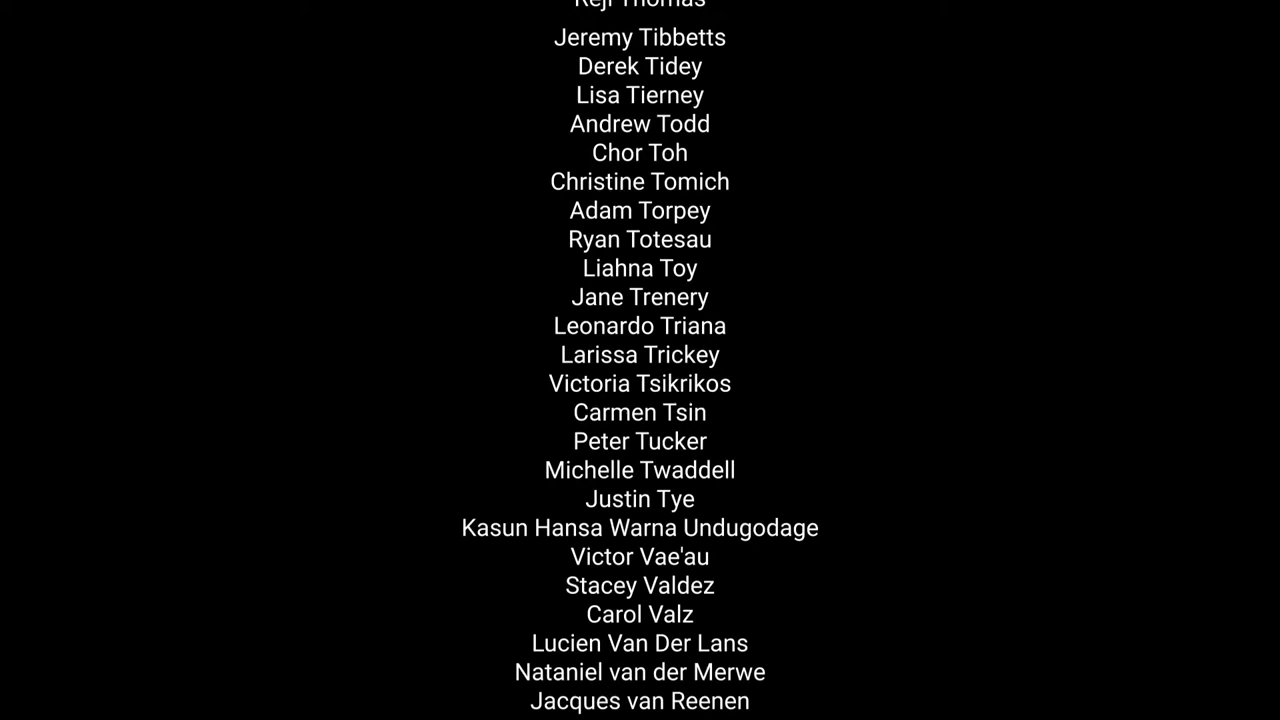 Reji Thomas
Jeremy Tibbetts
Derek Tidey
Lisa Tierney
Andrew Todd
Chor Toh
Christine Tomich
Adam Torpey
Ryan Totesau
Liahna Toy
Jane Trenery
Leonardo Triana
Larissa Trickey
Victoria Tsikrikos
Carmen Tsin
Peter Tucker
Michelle Twaddell
Justin Tye
Kasun Hansa Warna Undugodage
Victor Vae'au
Stacey Valdez
Carol Valz
Lucien Van Der Lans
Nataniel van der Merwe
Jacques van Reenen